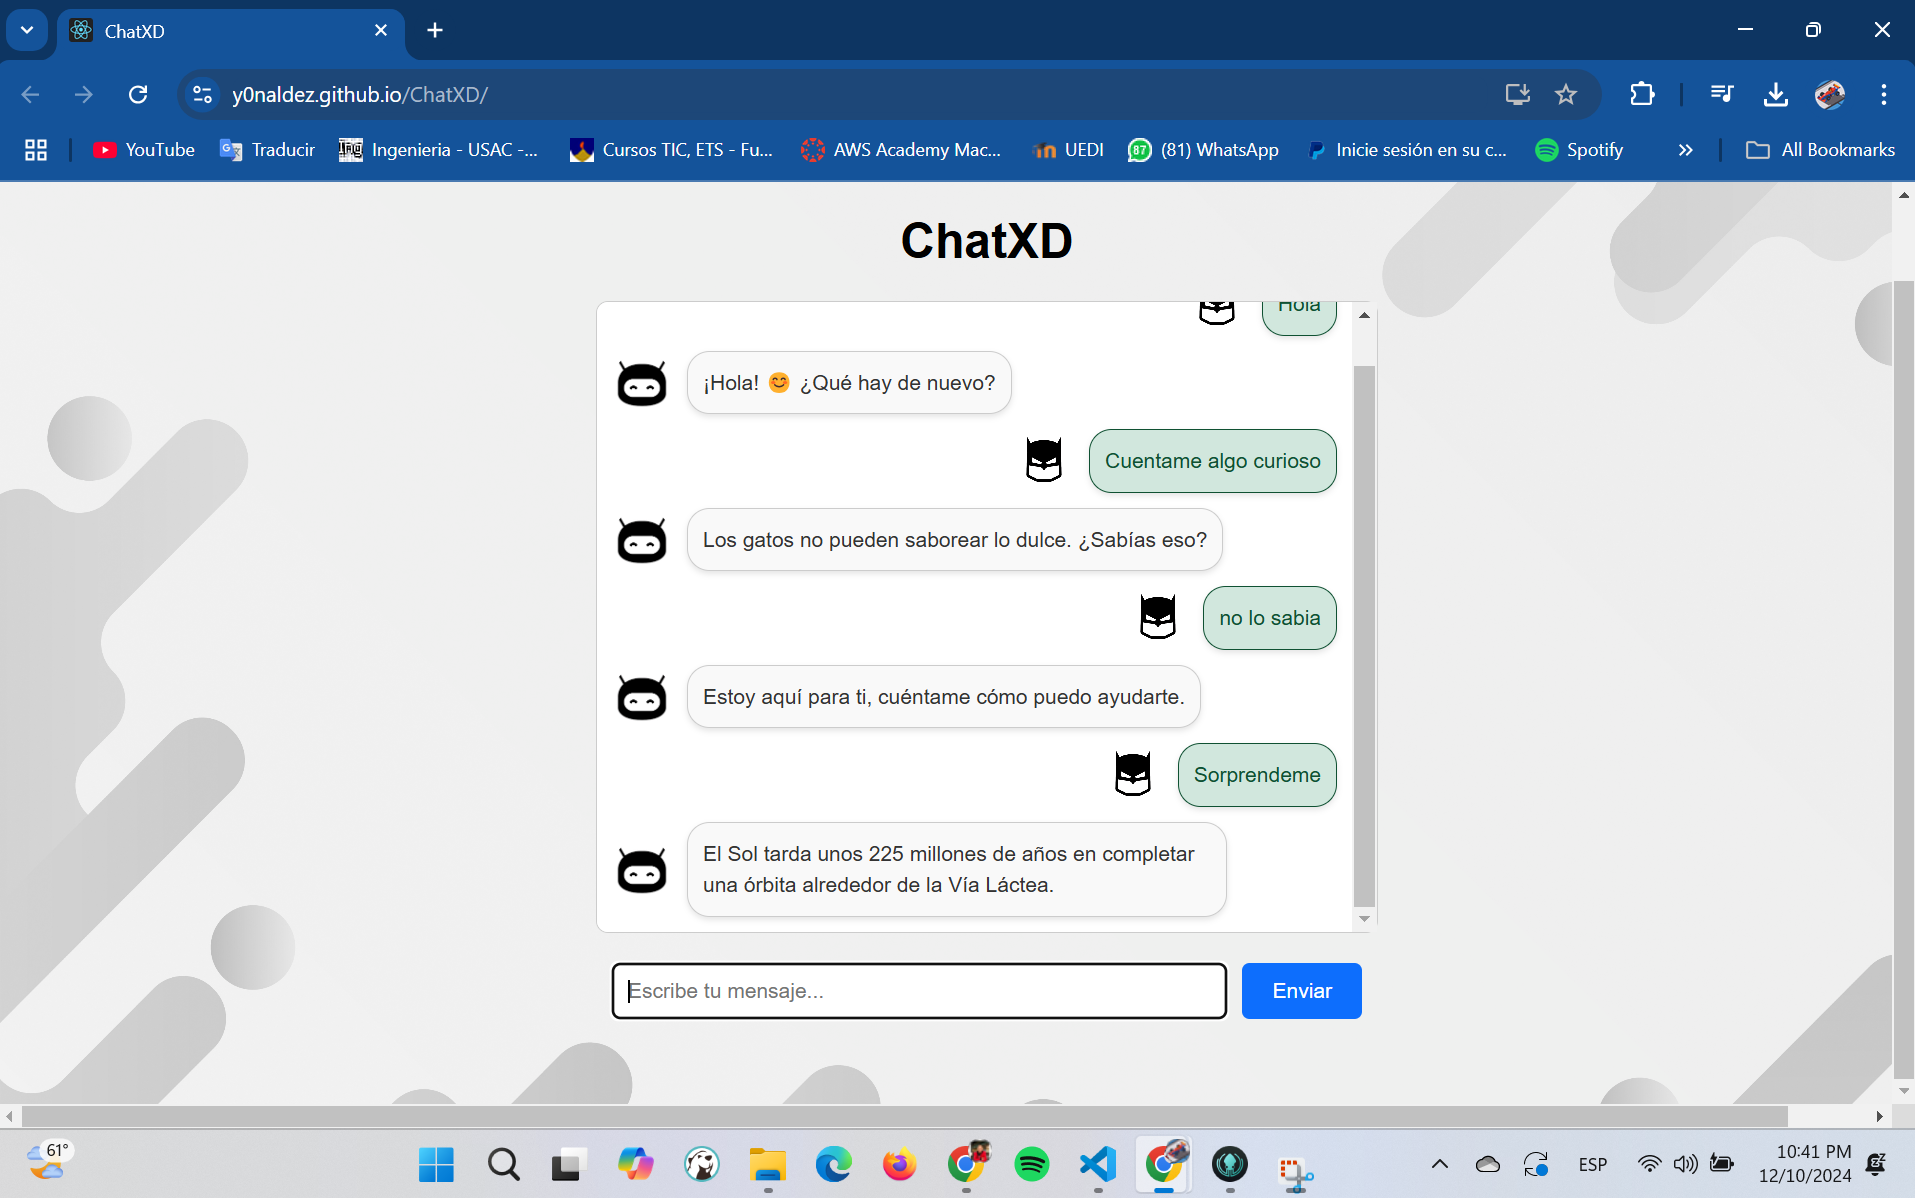 ChatXD
y0naldez.github.io/ChatXD/
YouTube
Traducir
Ingenieria - USAC -...
Cursos TIC, ETS - Fu...
AWS Academy Mac...
UEDI
(81) WhatsApp
Inicie sesión en su c...
Spotify
All Bookmarks
ChatXD
Hola
¡Hola! 😊 ¿Qué hay de nuevo?
Cuentame algo curioso
Los gatos no pueden saborear lo dulce. ¿Sabías eso?
no lo sabia
Estoy aquí para ti, cuéntame cómo puedo ayudarte.
Sorprendeme
El Sol tarda unos 225 millones de años en completar
una órbita alrededor de la Vía Láctea.
Escribe tu mensaje...
Enviar
61°
ESP
10:41 PM
12/10/2024